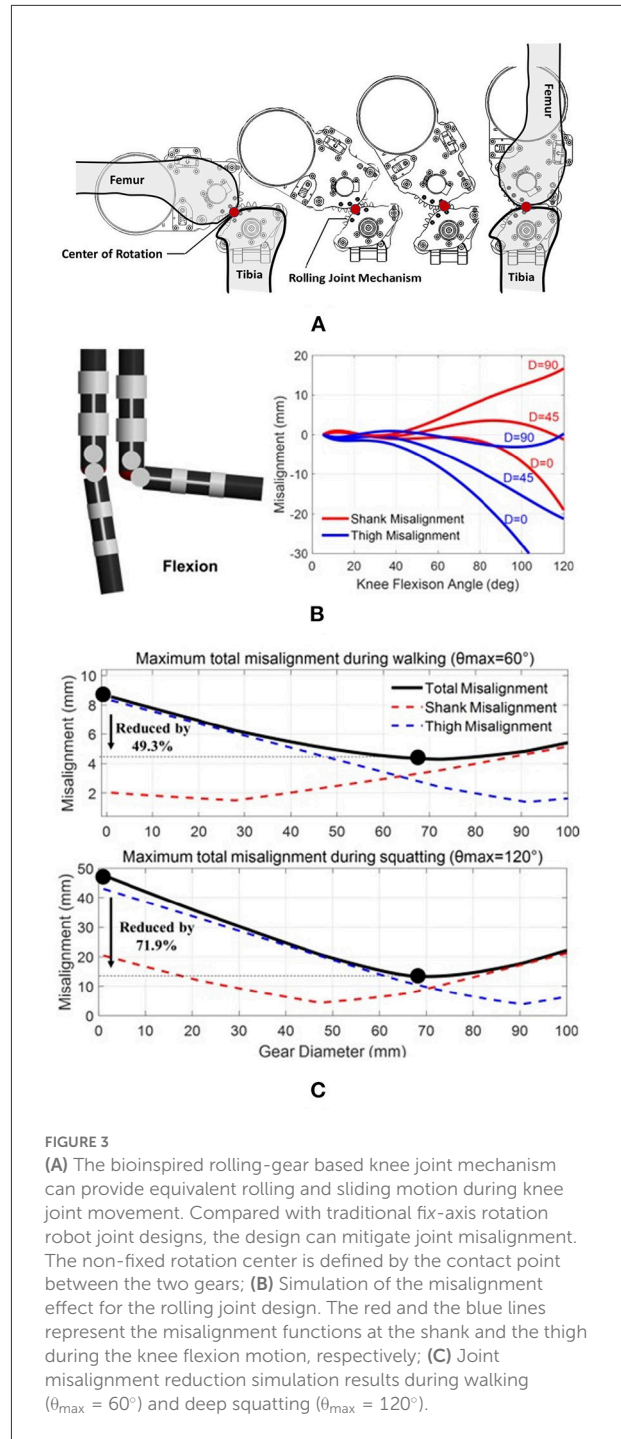 Femur
Femur
Center of Rotation
Tibia
Rolling Joint Mechanism
Tibia
A
20
10
0
-10
-20
-30
Misalignment (mm)
D=90
D=45
D=90
D=0
D=45
D=0
Shank Misalignment
Thigh Misalignment
0 20 40 60 80 100 120
Knee Flexison Angle (deg)
Flexion
B
Maximum total misalignment during walking (θmax=60°)
10
8
6
4
2
Misalignment (mm)
Reduced by
49.3%
Total Misalignment
Shank Misalignment
Thigh Misalignment
0 10 20 30 40 50 60 70 80 90 100
Maximum total misalignment during squatting (θmax=120°)
50
40
30
20
10
0
Misalignment (mm)
Reduced by
71.9%
0 10 20 30 40 50 60 70 80 90 100
Gear Diameter (mm)
C
FIGURE 3
(A) The bioinspired rolling-gear based knee joint mechanism
can provide equivalent rolling and sliding motion during knee
joint movement. Compared with traditional fix-axis rotation
robot joint designs, the design can mitigate joint misalignment.
The non-fixed rotation center is defined by the contact point
between the two gears; (B) Simulation of the misalignment
effect for the rolling joint design. The red and the blue lines
represent the misalignment functions at the shank and the thigh
during the knee flexion motion, respectively; (C) Joint
misalignment reduction simulation results during walking
(θmax = 60°) and deep squatting (θmax = 120°).